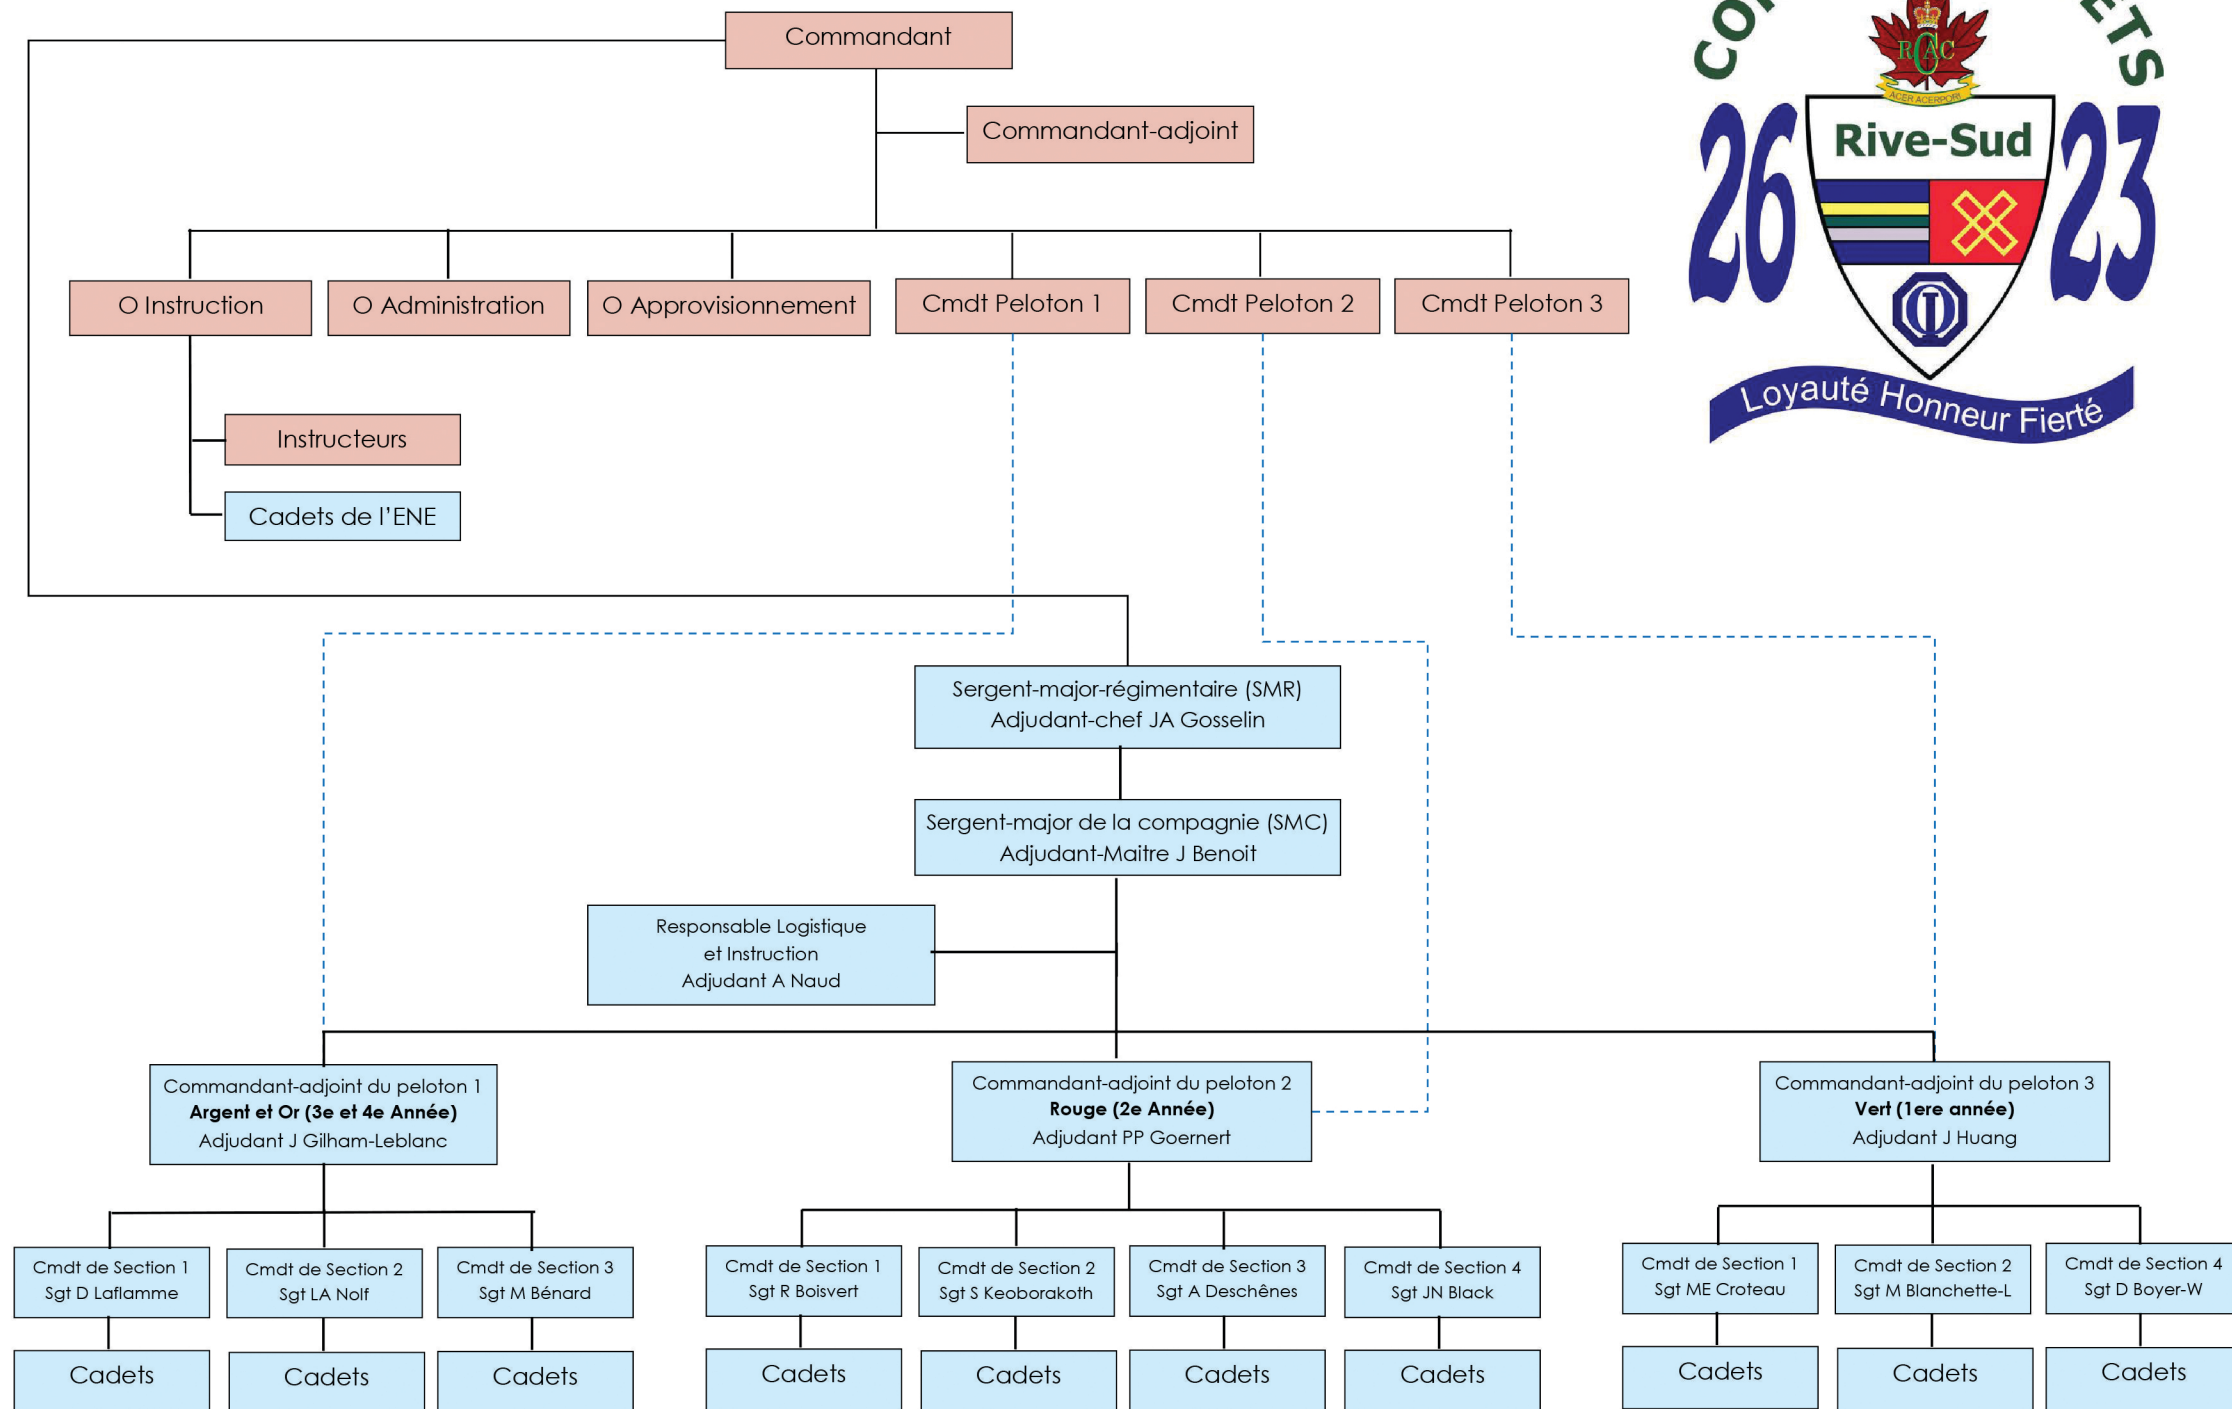 Commandant
Commandant-adjoint
O Instruction
O Administration
O Approvisionnement
Cmdt Peloton 1
Cmdt Peloton 2
Cmdt Peloton 3
Instructeurs
Cadets de l'ENE
RCAC
ACER ACERPORI
Rive-Sud
26
23
Loyauté Honneur Fierté
Sergent-major-régimentaire (SMR)
Adjudant-chef JA Gosselin
Sergent-major de la compagnie (SMC)
Adjudant-Maitre J Benoit
Responsable Logistique
et Instruction
Adjudant A Naud
Commandant-adjoint du peloton 1
Argent et Or (3e et 4e Année)
Adjudant J Gilham-Leblanc
Commandant-adjoint du peloton 2
Rouge (2e Année)
Adjudant PP Goernert
Commandant-adjoint du peloton 3
Vert (1ere année)
Adjudant J Huang
Cmdt de Section 1
Sgt D Laflamme
Cmdt de Section 2
Sgt LA Nolf
Cmdt de Section 3
Sgt M Bénard
Cmdt de Section 1
Sgt R Boisvert
Cmdt de Section 2
Sgt S Keoborakoth
Cmdt de Section 3
Sgt A Deschênes
Cmdt de Section 4
Sgt JN Black
Cmdt de Section 1
Sgt ME Croteau
Cmdt de Section 2
Sgt M Blanchette-L
Cmdt de Section 4
Sgt D Boyer-W
Cadets
Cadets
Cadets
Cadets
Cadets
Cadets
Cadets
Cadets
Cadets
Cadets